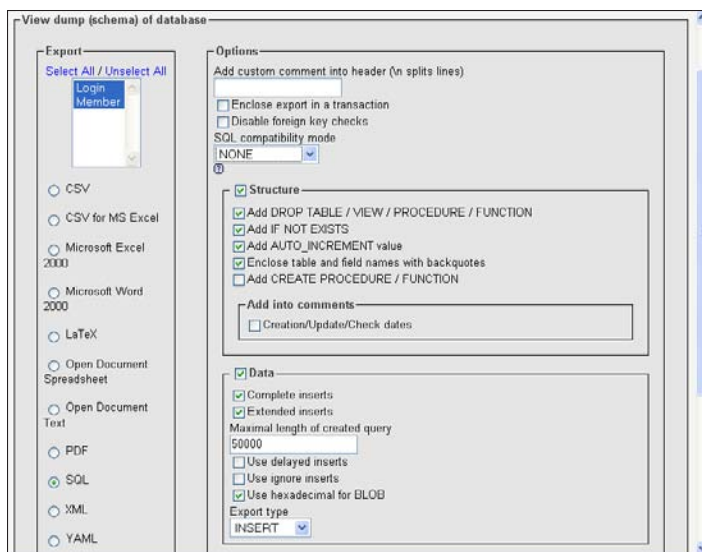 View dump (schema) of database
Export
Select All / Unselect All
Login
Member
CSV
CSV for MS Excel
Microsoft Excel
2000
Microsoft Word
2000
LaTeX
Open Document
Spreadsheet
Open Document
Text
PDF
SQL
XML
YAML
Options
Add custom comment into header (\n splits lines)
Enclose export in a transaction
Disable foreign key checks
SQL compatibility mode
NONE
?
Structure
Add DROP TABLE / VIEW / PROCEDURE / FUNCTION
Add IF NOT EXISTS
Add AUTO_INCREMENT value
Enclose table and field names with backquotes
Add CREATE PROCEDURE / FUNCTION
Add into comments
Creation/Update/Check dates
Data
Complete inserts
Extended inserts
Maximal length of created query
50000
Use delayed inserts
Use ignore inserts
Use hexadecimal for BLOB
Export type
INSERT